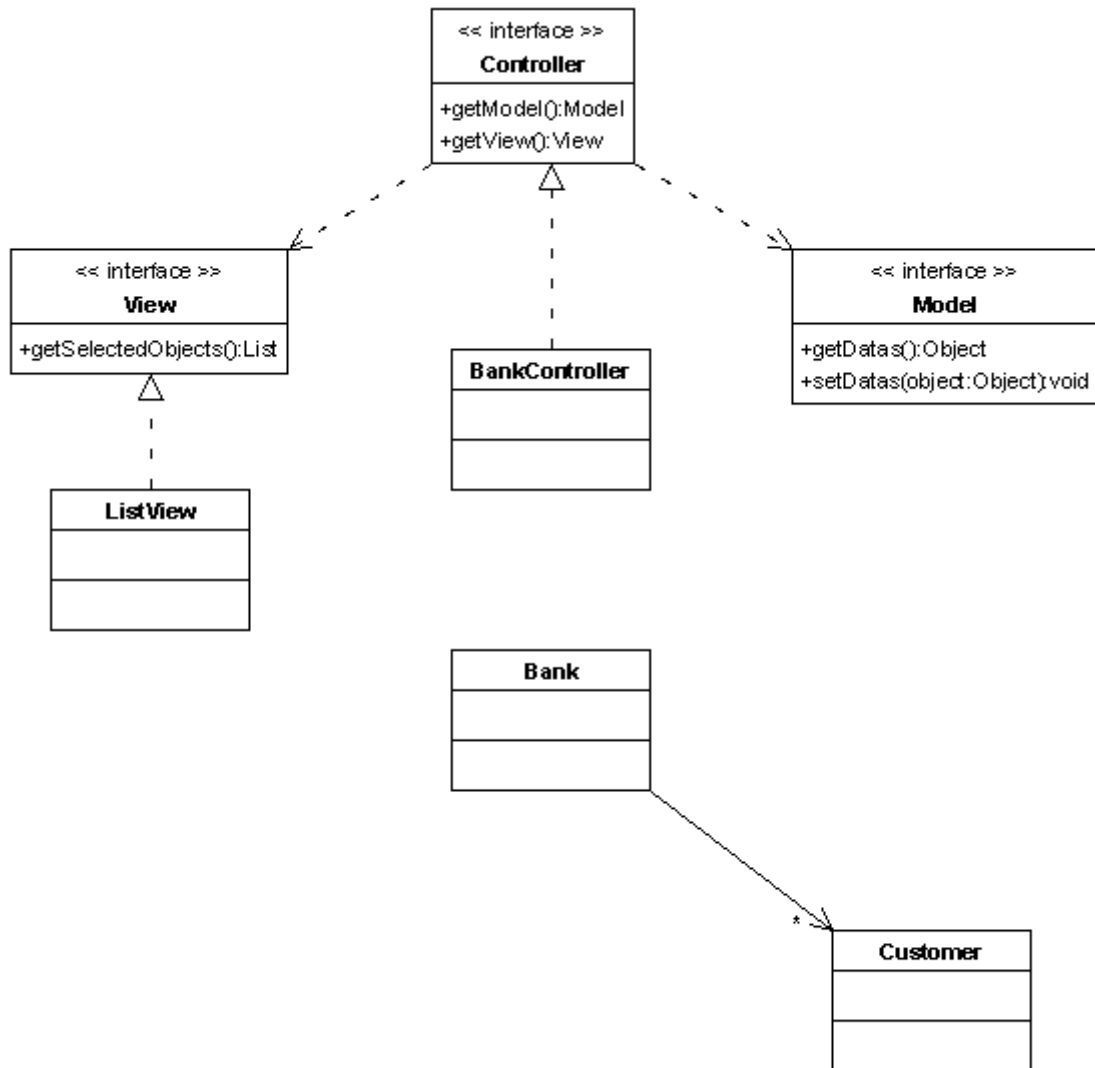 << interface >>
Controller
+getModel():Model
+getView():View
<< interface >>
View
+getSelectedObjects():List
<< interface >>
Model
+getDatas():Object
+setDatas(object:Object):void
BankController
ListView
Bank
*
Customer